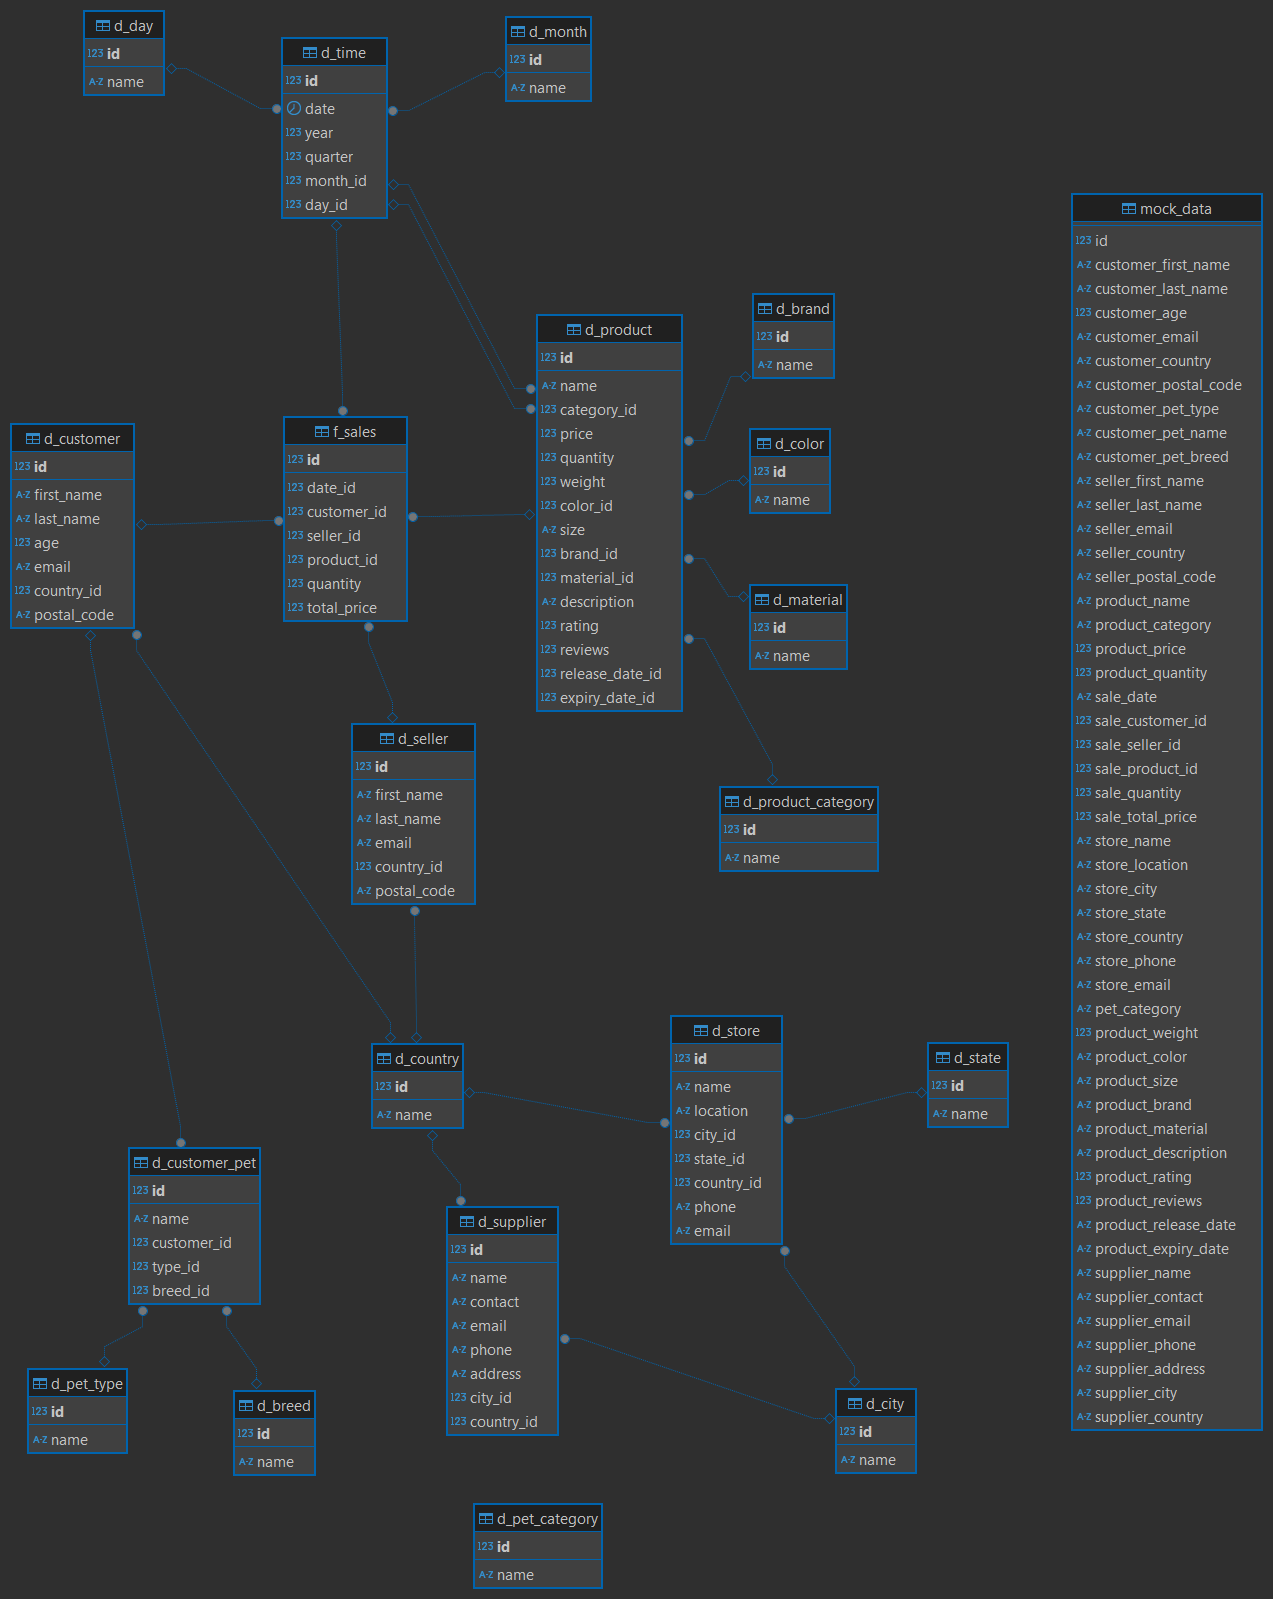 d_day
123 id
A-Z name
d_time
123 id
date
123 year
123 quarter
123 month_id
123 day_id
d_month
123 id
A-Z name
mock_data
123 id
A-Z customer_first_name
A-Z customer_last_name
123 customer_age
A-Z customer_email
A-Z customer_country
A-Z customer_postal_code
A-Z customer_pet_type
A-Z customer_pet_name
A-Z customer_pet_breed
A-Z seller_first_name
A-Z seller_last_name
A-Z seller_email
A-Z seller_country
A-Z seller_postal_code
A-Z product_name
A-Z product_category
123 product_price
123 product_quantity
A-Z sale_date
123 sale_customer_id
123 sale_seller_id
123 sale_product_id
123 sale_quantity
123 sale_total_price
A-Z store_name
A-Z store_location
A-Z store_city
A-Z store_state
A-Z store_country
A-Z store_phone
A-Z store_email
A-Z pet_category
123 product_weight
A-Z product_color
A-Z product_size
A-Z product_brand
A-Z product_material
A-Z product_description
123 product_rating
123 product_reviews
A-Z product_release_date
A-Z product_expiry_date
A-Z supplier_name
A-Z supplier_contact
A-Z supplier_email
A-Z supplier_phone
A-Z supplier_address
A-Z supplier_city
A-Z supplier_country
d_product
123 id
A-Z name
123 category_id
123 price
123 quantity
123 weight
123 color_id
A-Z size
123 brand_id
123 material_id
A-Z description
123 rating
123 reviews
123 release_date_id
123 expiry_date_id
d_brand
123 id
A-Z name
d_color
123 id
A-Z name
d_material
123 id
A-Z name
d_product_category
123 id
A-Z name
d_customer
123 id
A-Z first_name
A-Z last_name
123 age
A-Z email
123 country_id
A-Z postal_code
f_sales
123 id
123 date_id
123 customer_id
123 seller_id
123 product_id
123 quantity
123 total_price
d_seller
123 id
A-Z first_name
A-Z last_name
A-Z email
123 country_id
A-Z postal_code
d_country
123 id
A-Z name
d_store
123 id
A-Z name
A-Z location
123 city_id
123 state_id
123 country_id
A-Z phone
A-Z email
d_state
123 id
A-Z name
d_customer_pet
123 id
A-Z name
123 customer_id
123 type_id
123 breed_id
d_supplier
123 id
A-Z name
A-Z contact
A-Z email
A-Z phone
A-Z address
123 city_id
123 country_id
d_pet_type
123 id
A-Z name
d_breed
123 id
A-Z name
d_city
123 id
A-Z name
d_pet_category
123 id
A-Z name